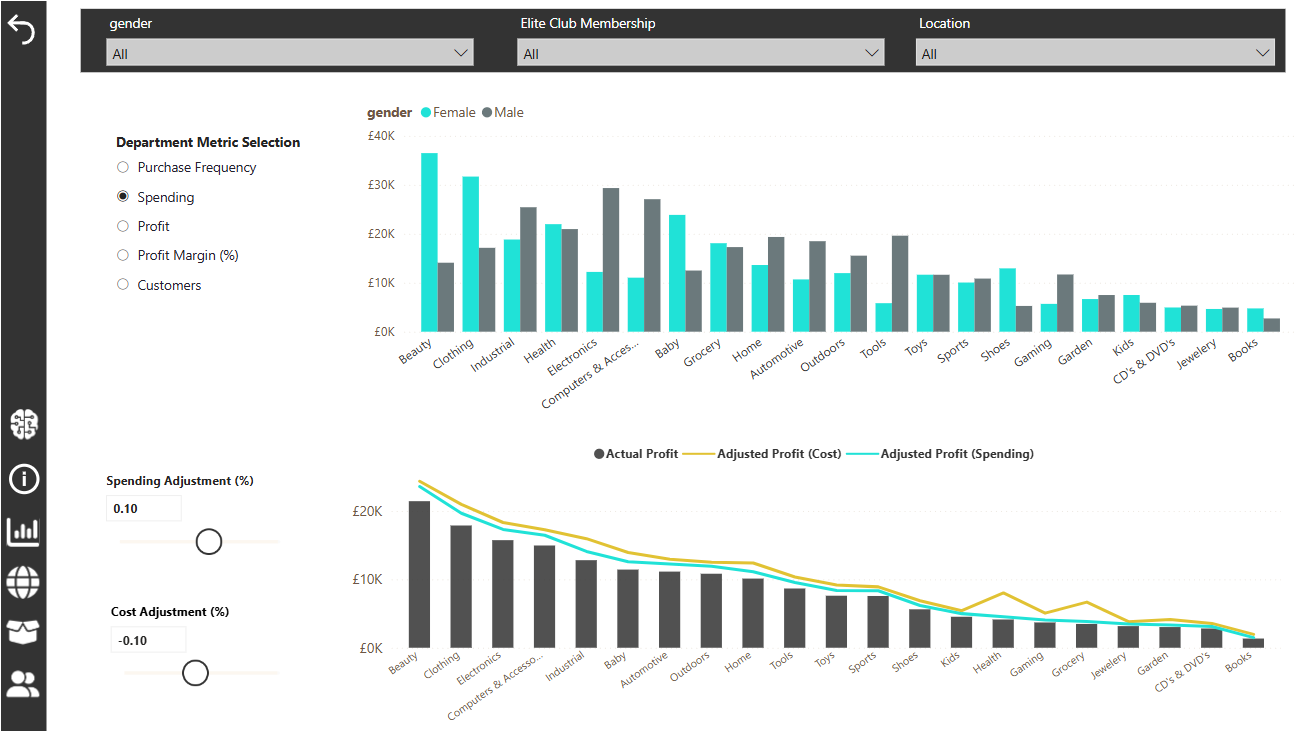 gender
Elite Club Membership
Location
All
All
All
gender Female Male
Department Metric Selection
Purchase Frequency
Spending
Profit
Profit Margin (%)
Customers
£40K
£30K
£20K
£10K
£0K
Beauty
Clothing
Industrial
Health
Electronics
Computers & Acces...
Baby
Grocery
Home
Automotive
Outdoors
Tools
Toys
Sports
Shoes
Gaming
Garden
Kids
CD's & DVD's
Jewelery
Books
Actual Profit Adjusted Profit (Cost) Adjusted Profit (Spending)
Spending Adjustment (%)
0.10
Cost Adjustment (%)
-0.10
£20K
£10K
£0K
Beauty
Clothing
Electronics
Computers & Accesso...
Industrial
Baby
Automotive
Outdoors
Home
Tools
Toys
Sports
Shoes
Kids
Health
Gaming
Grocery
Jewelery
Garden
CD's & DVD's
Books